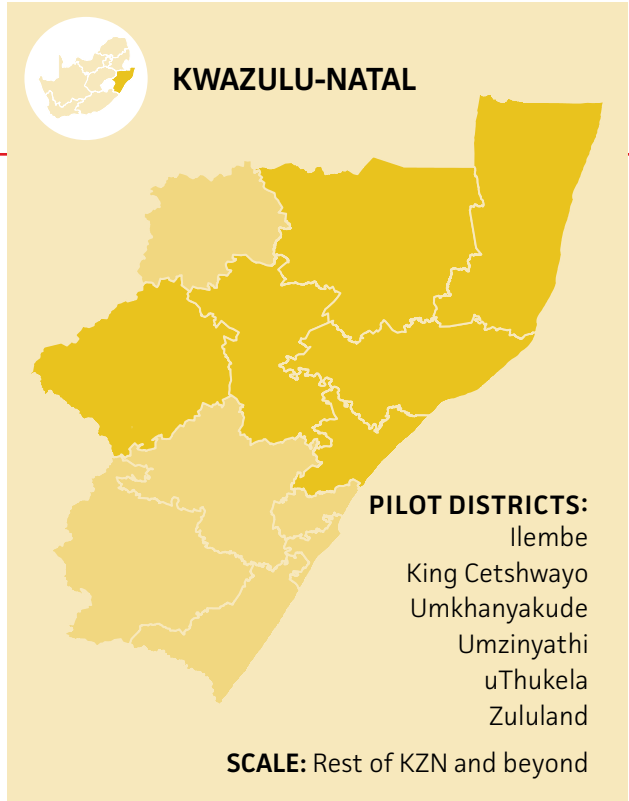 KWAZULU-NATAL
PILOT DISTRICTS:
Ilembe
King Cetshwayo
Umkhanyakude
Umzinyathi
uThukela
Zululand
SCALE: Rest of KZN and beyond